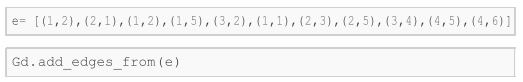 e= [(1,2),(2,1),(1,2),(1,5),(3,2),(1,1),(2,3),(2,5),(3,4),(4,5),(4,6)]
Gd.add_edges_from(e)